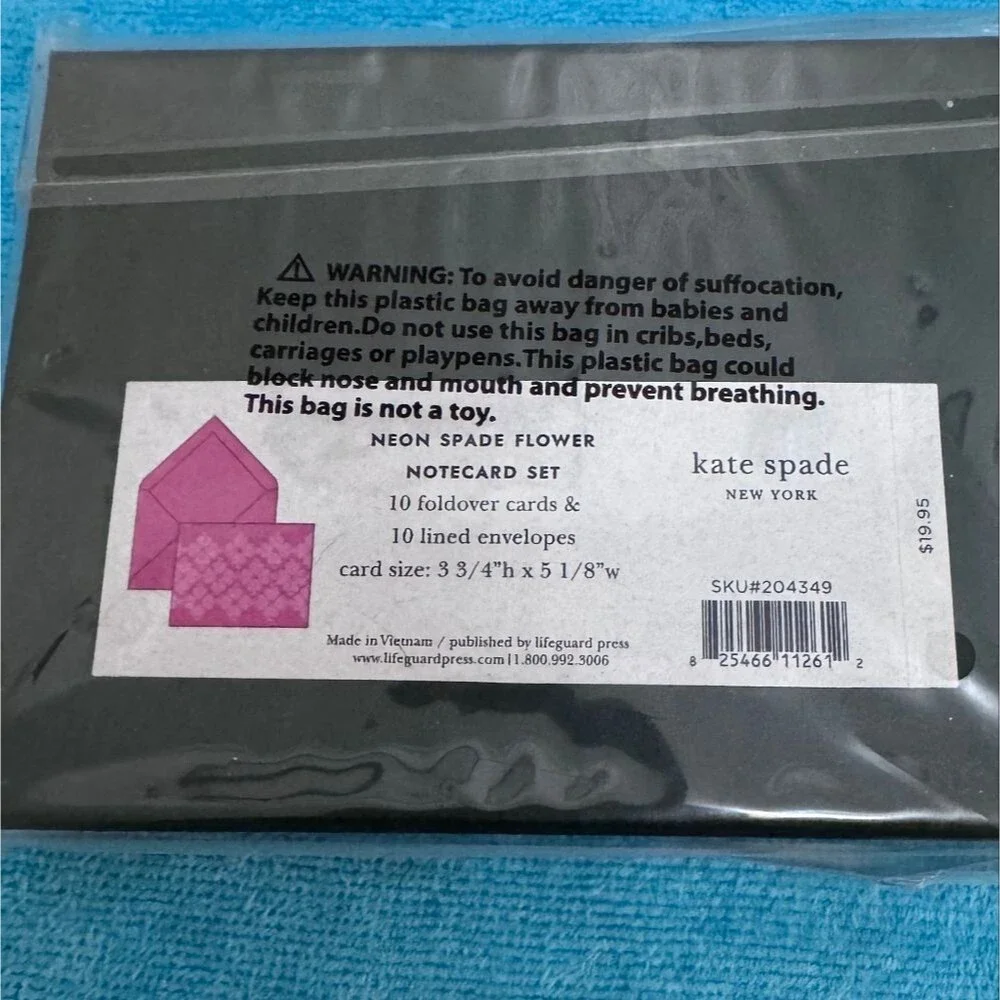 ⚠ WARNING: To avoid danger of suffocation,
Keep this plastic bag away from babies and
children.Do not use this bag in cribs,beds,
carriages or playpens.This plastic bag could
block nose and mouth and prevent breathing.
This bag is not a toy.
NEON SPADE FLOWER
NOTECARD SET
10 foldover cards &
10 lined envelopes
card size: 3 3/4"h x 5 1/8"w
Made in Vietnam / published by lifeguard press
www.lifeguardpress.com | 1.800.992.3006
kate spade
NEW YORK
SKU#204349
8 25466 11261 2
$19.95